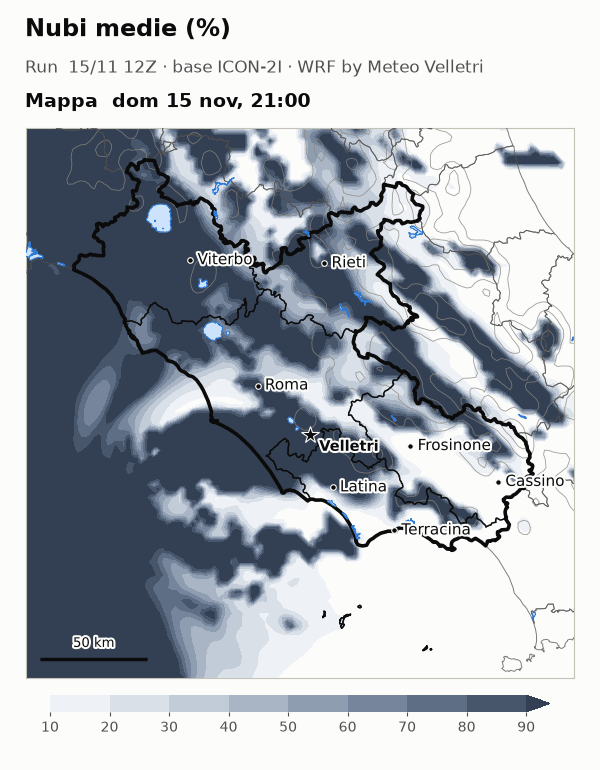 Nubi medie (%)
Run 15/11 12Z · base ICON-2I · WRF by Meteo Velletri
Mappa dom 15 nov, 21:00
Viterbo
Rieti
Roma
Velletri
Frosinone
Latina
Cassino
Terracina
50 km
10 20 30 40 50 60 70 80 90